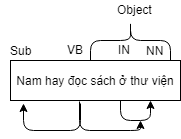 Object
Sub VB IN NN
Nam hay đọc sách ở thư viện